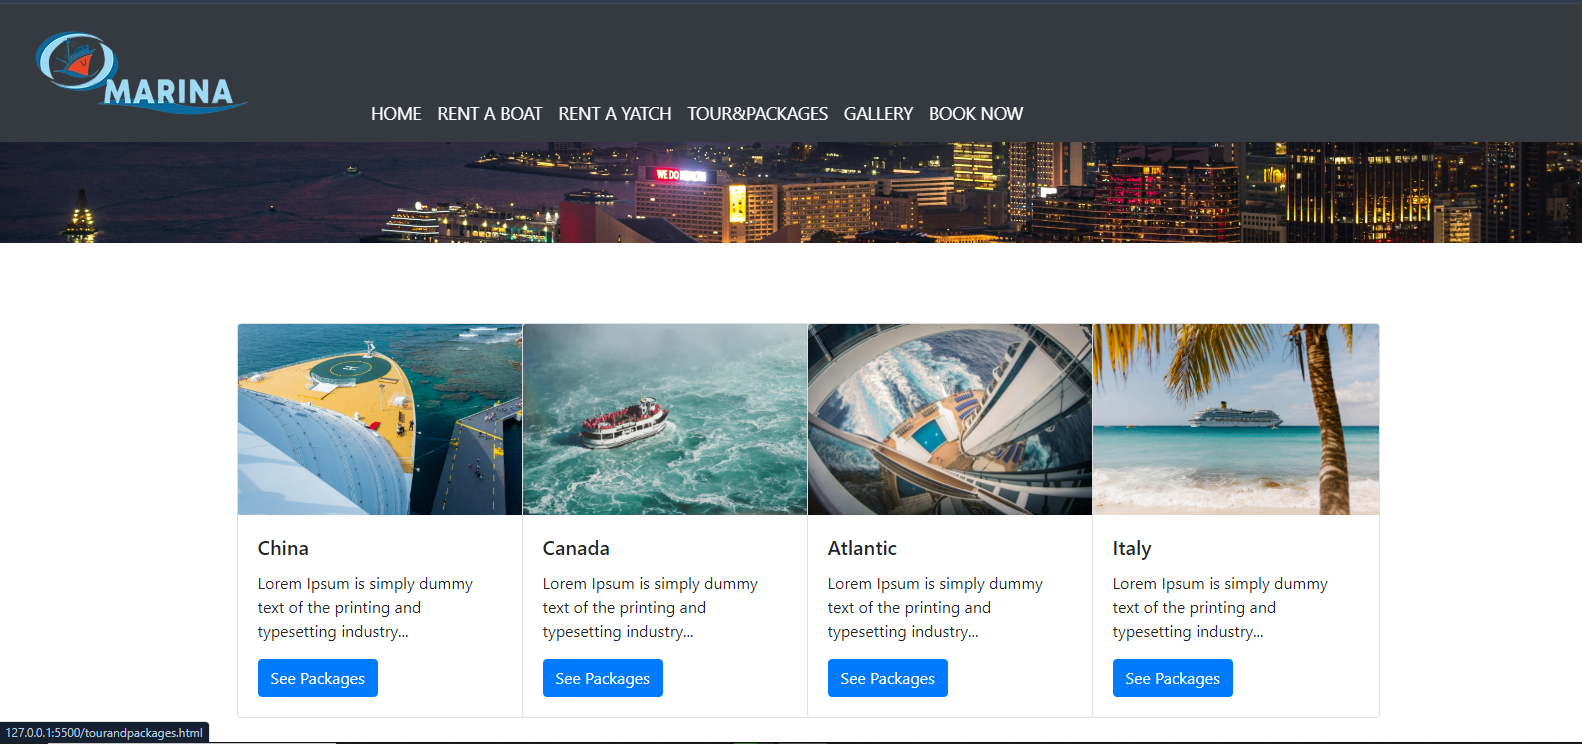 MARINA
HOME RENT A BOAT RENT A YATCH TOUR&PACKAGES GALLERY BOOK NOW
WE DO
China
Lorem Ipsum is simply dummy
text of the printing and
typesetting industry...
See Packages
Canada
Lorem Ipsum is simply dummy
text of the printing and
typesetting industry...
See Packages
Atlantic
Lorem Ipsum is simply dummy
text of the printing and
typesetting industry...
See Packages
Italy
Lorem Ipsum is simply dummy
text of the printing and
typesetting industry...
See Packages
127.0.0.1:5500/tourandpackages.html